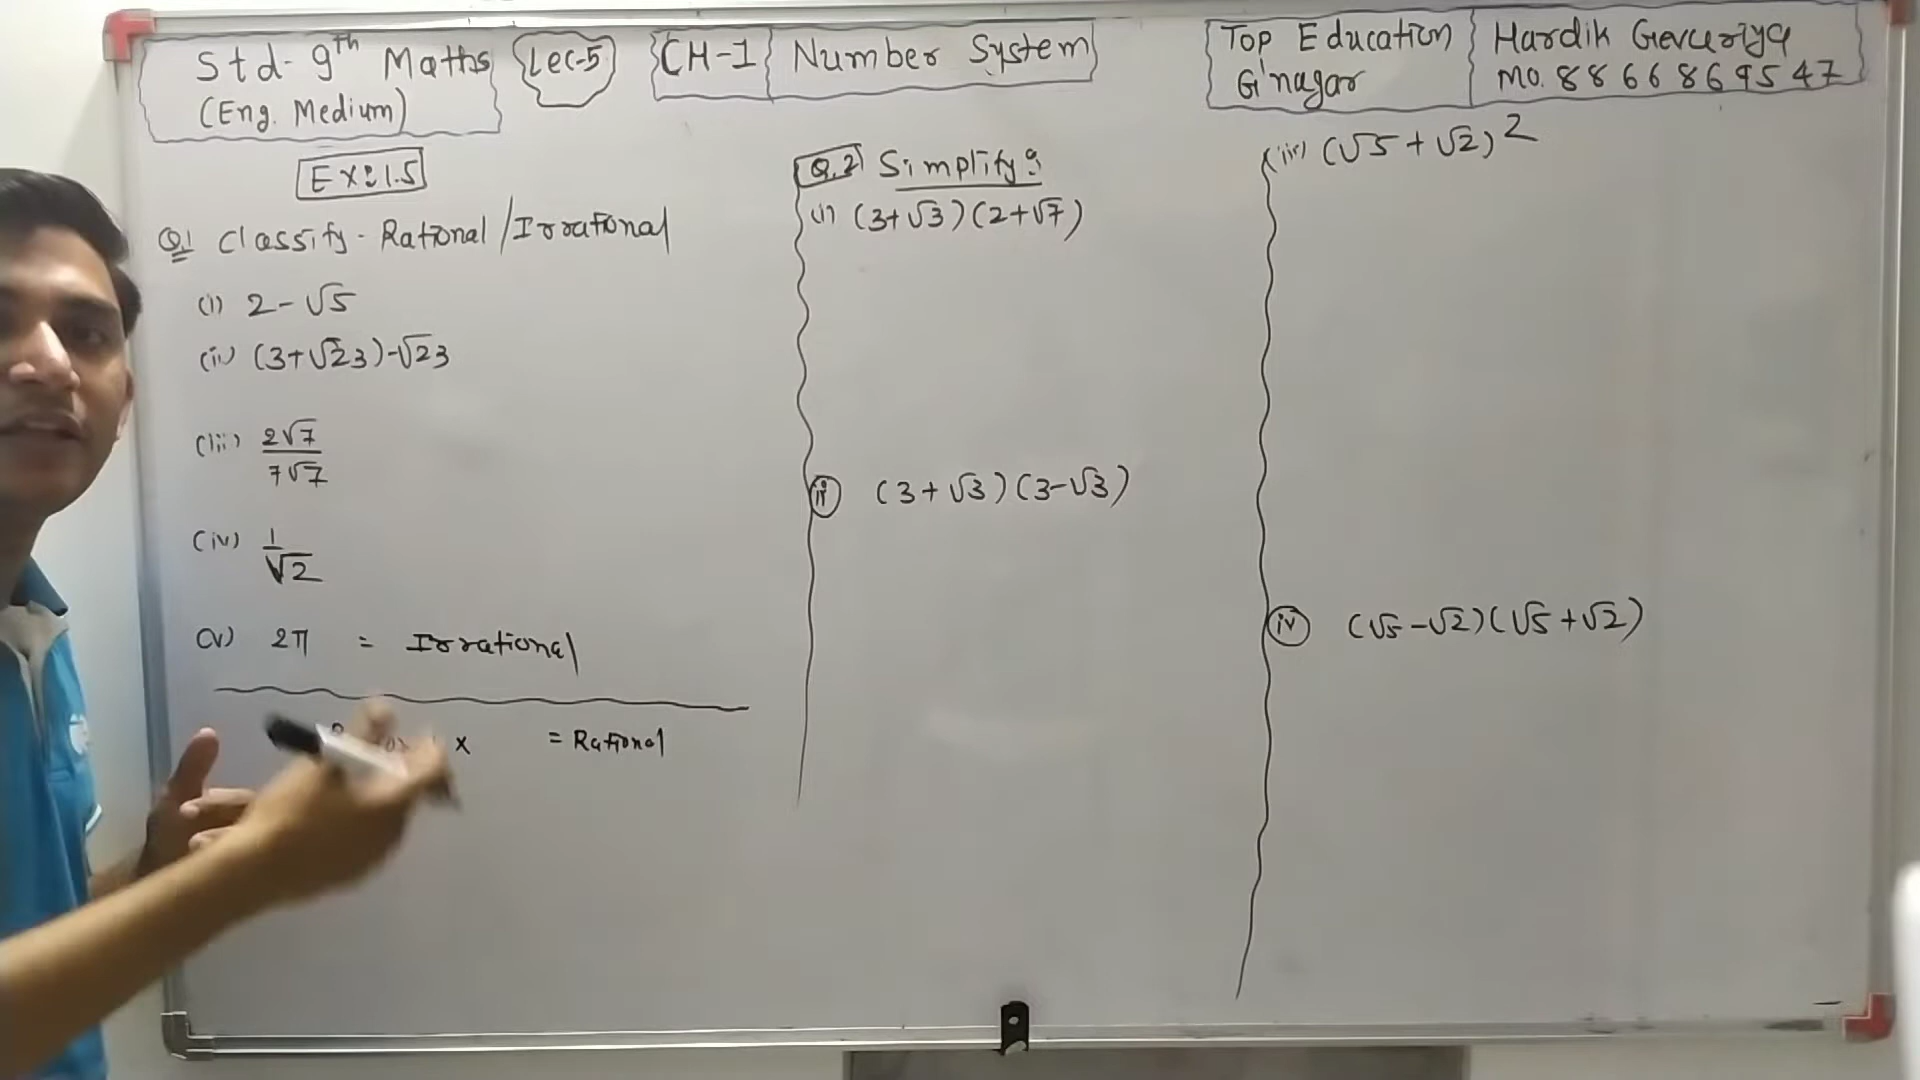 Std- 9th Maths
(Eng. Medium)
Lec-5
CH-1
Number System
Top Education
G'nagar
Hardik Gevariya
Mo. 8866869547
Ex:1.5
Q.1 Classify - Rational/Irrational
(i) 2-√5
(ii) (3+√23)-√23
(iii) 2√7
7√7
(iv) 1
√2
(v) 2π = Irrational
x = Rational
Q.2 Simplify:
(i) (3+√3)(2+√7)
ii (3+√3)(3-√3)
(iii) (√5+√2)2
iv (√5-√2)(√5+√2)